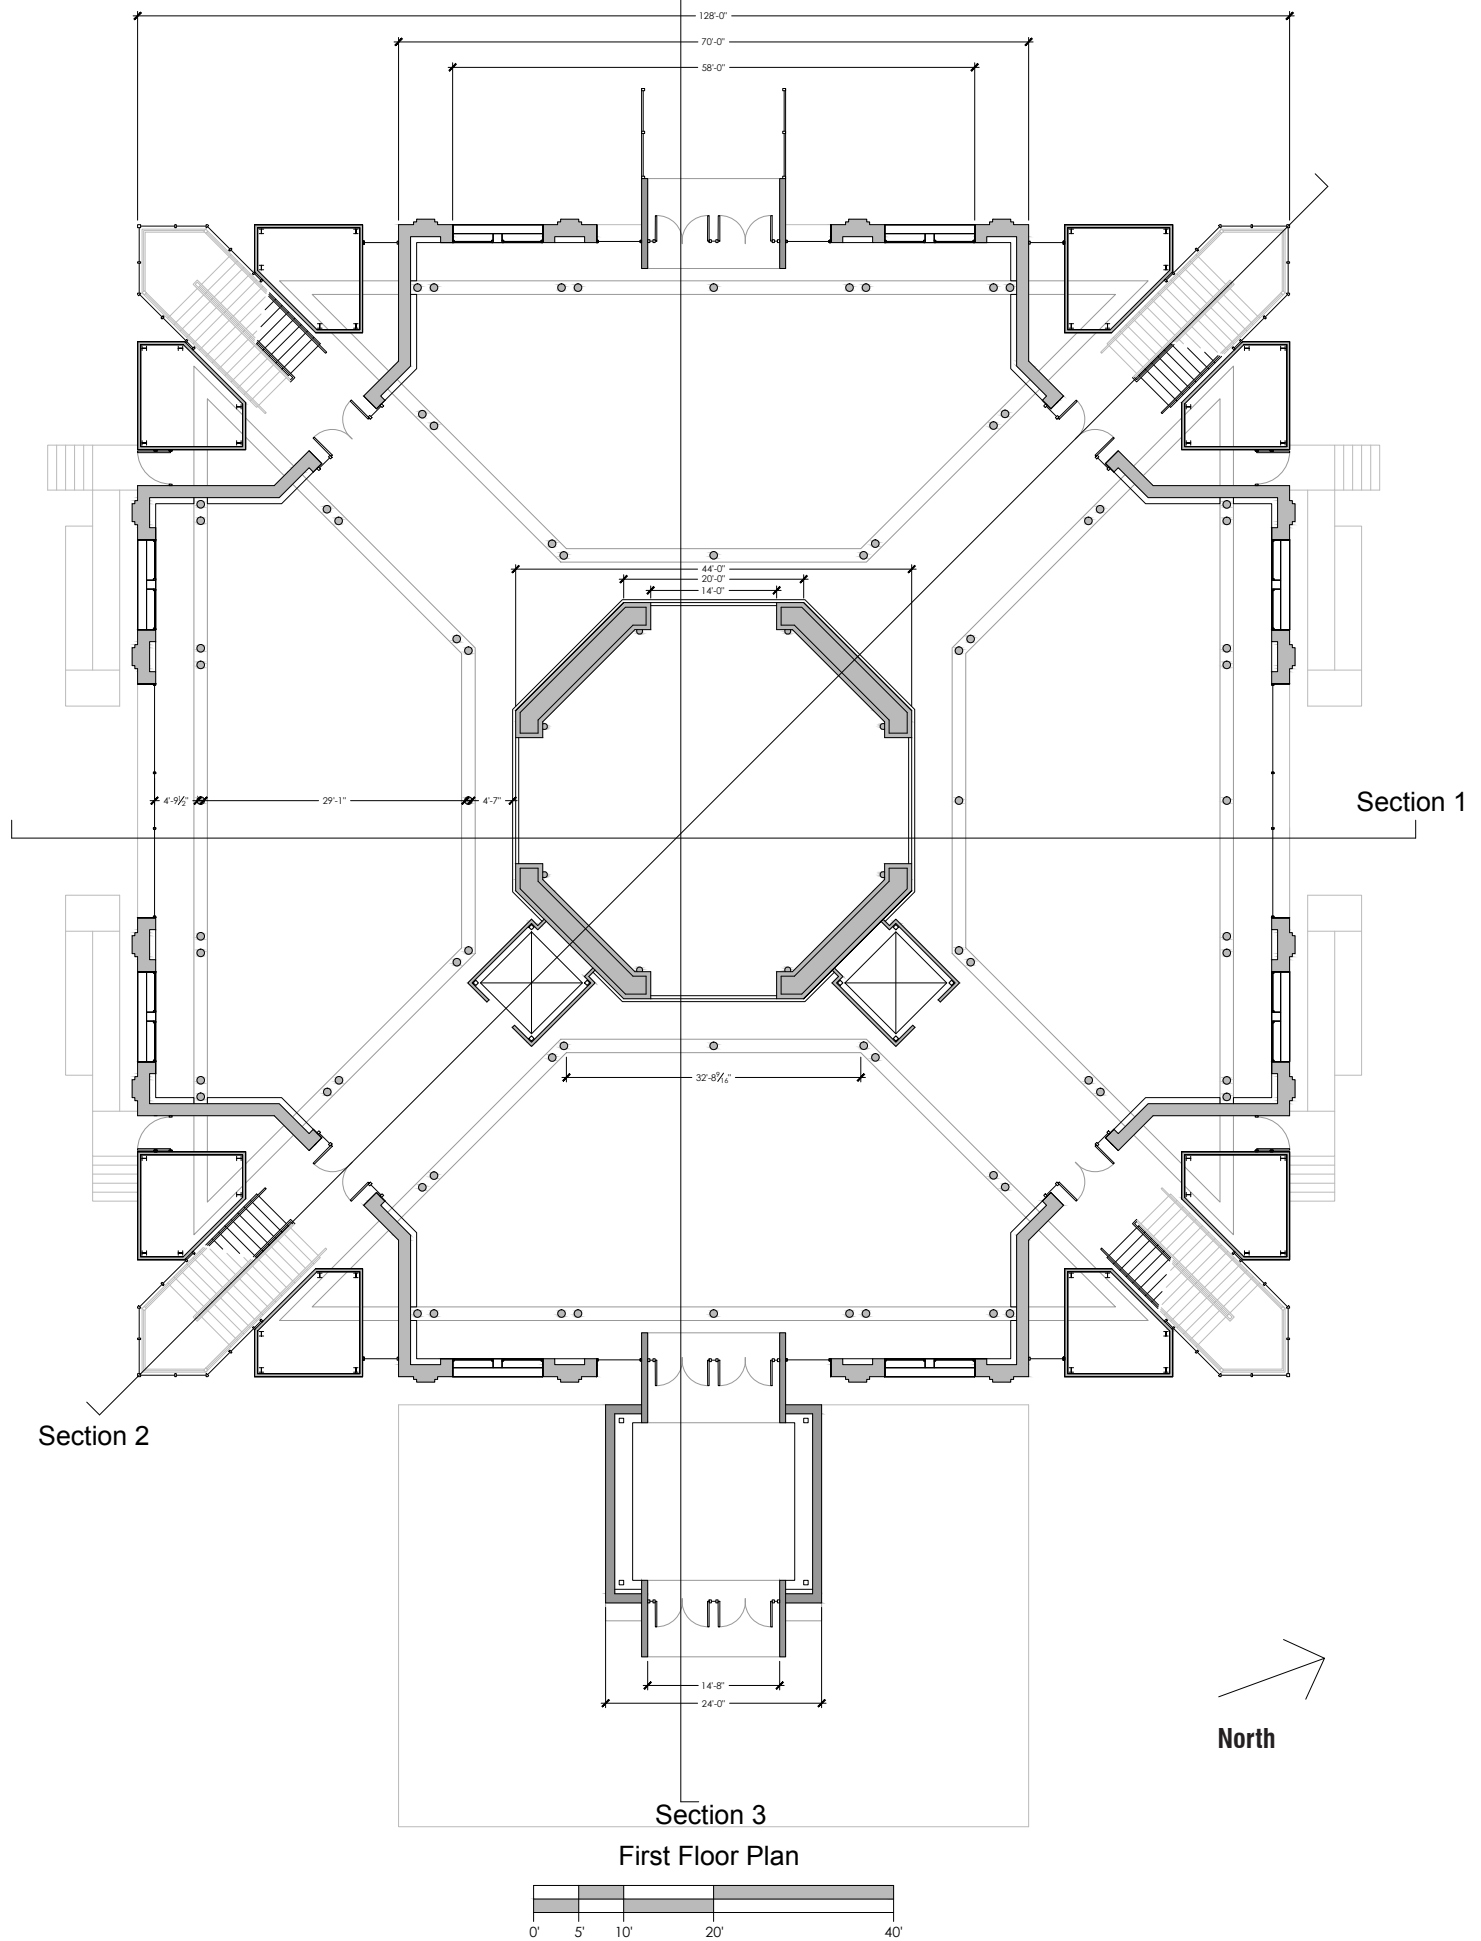 128'-0"
70'-0"
58'-0"
44'-0"
20'-0"
14'-0"
4'-9½" 29'-1" 4'-7"
Section 1
32'-8 9⁄16"
Section 2
14'-8"
24'-0"
North
Section 3
First Floor Plan
0' 5' 10' 20' 40'